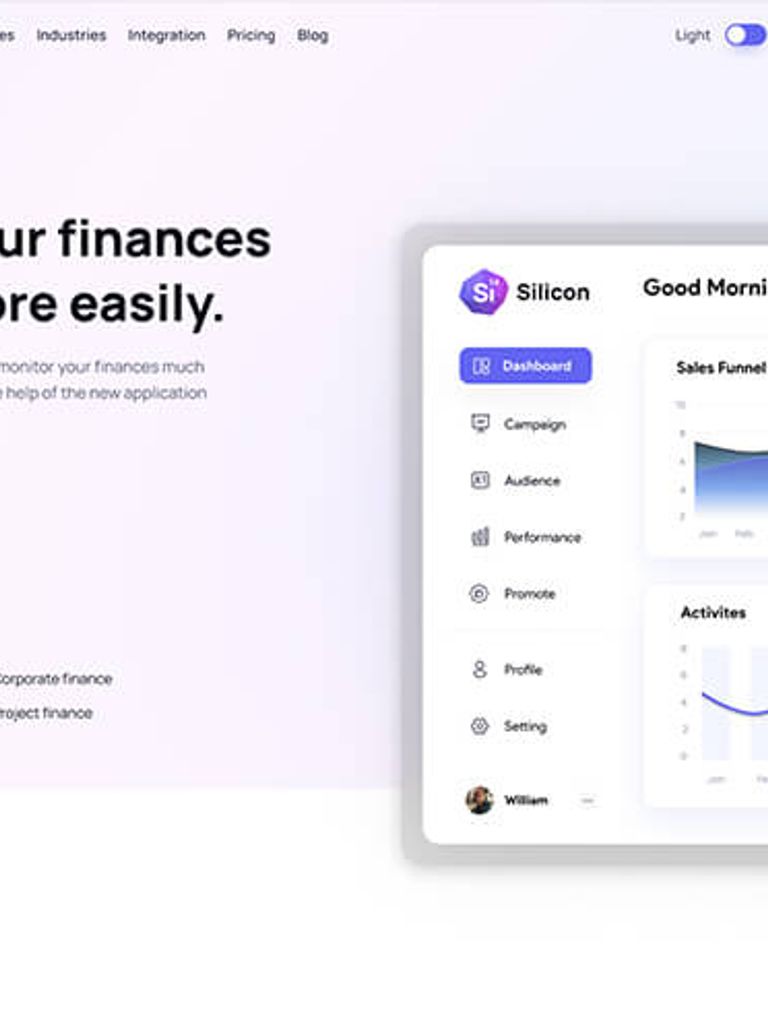 es Industries Integration Pricing Blog Light
ur finances
ore easily.
monitor your finances much
e help of the new application
Corporate finance
roject finance
Si
Silicon
Good Morni
Dashboard
Campaign
Audience
Performance
Promote
Profile
Setting
William
Sales Funnel
10
8
6
4
2
Jan Feb
Activites
8
6
4
2
0
Jan Fe